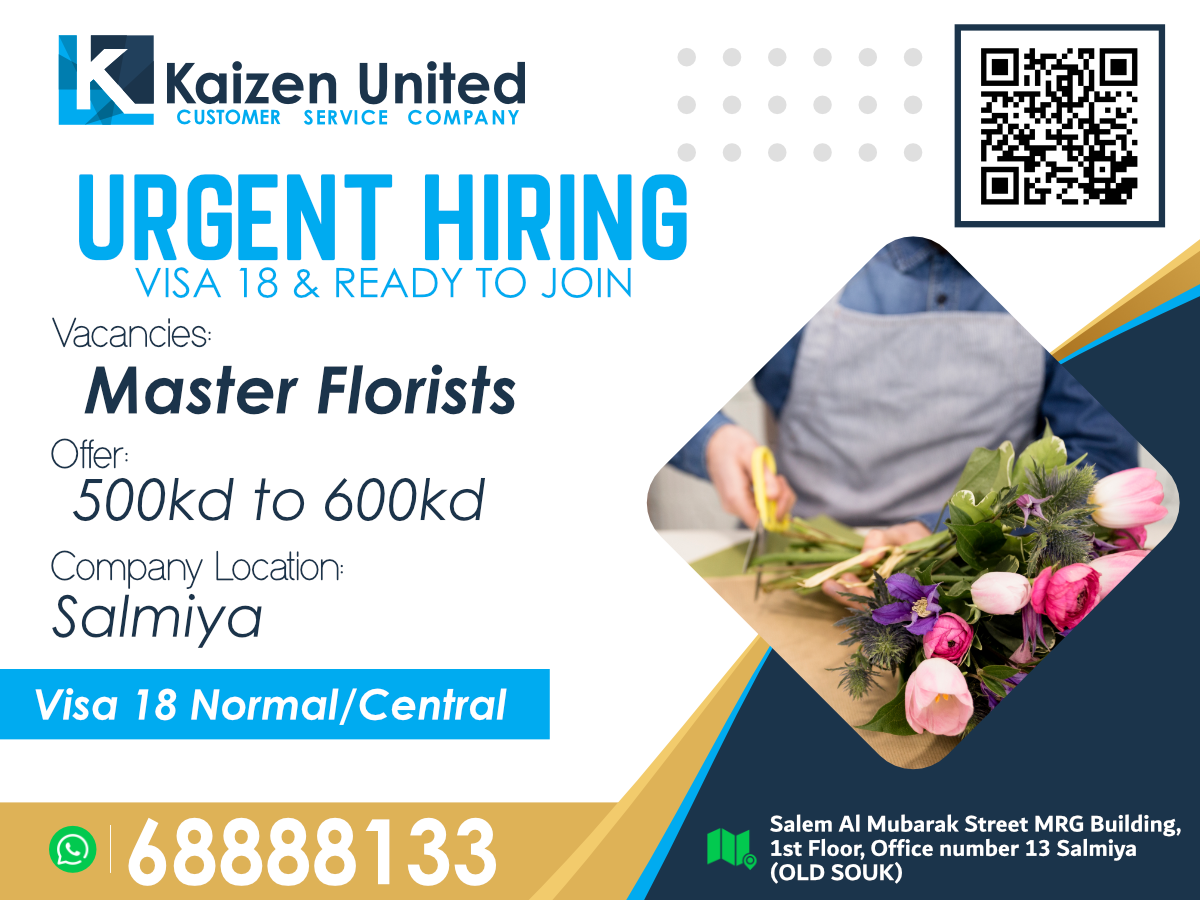 Kaizen United
CUSTOMER SERVICE COMPANY
URGENT HIRING
VISA 18 & READY TO JOIN
Vacancies:
Master Florists
Offer:
500kd to 600kd
Company Location:
Salmiya
Visa 18 Normal/Central
68888133
Salem Al Mubarak Street MRG Building,
1st Floor, Office number 13 Salmiya
(OLD SOUK)